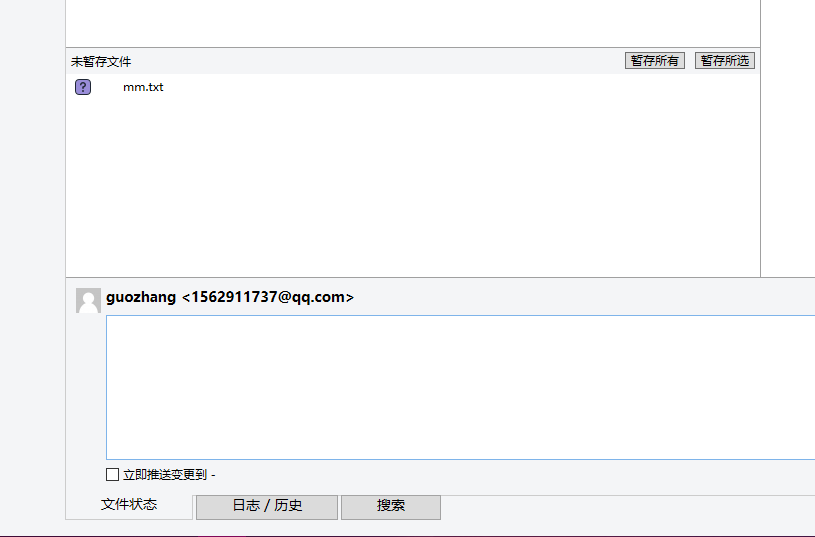 未暂存文件 暂存所有 暂存所选
? mm.txt
guozhang <1562911737@qq.com>
立即推送变更到 -
文件状态 日志 / 历史 搜索